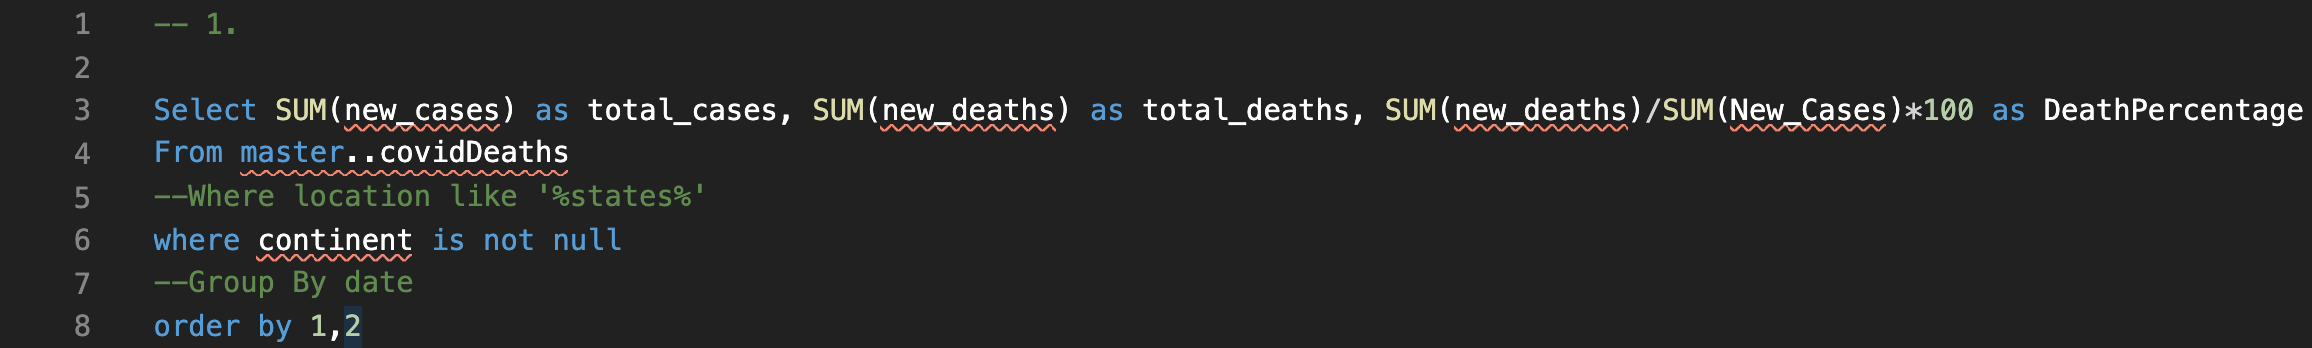 1 -- 1.
2
3 Select SUM(new_cases) as total_cases, SUM(new_deaths) as total_deaths, SUM(new_deaths)/SUM(New_Cases)*100 as DeathPercentage
4 From master..covidDeaths
5 --Where location like '%states%'
6 where continent is not null
7 --Group By date
8 order by 1,2